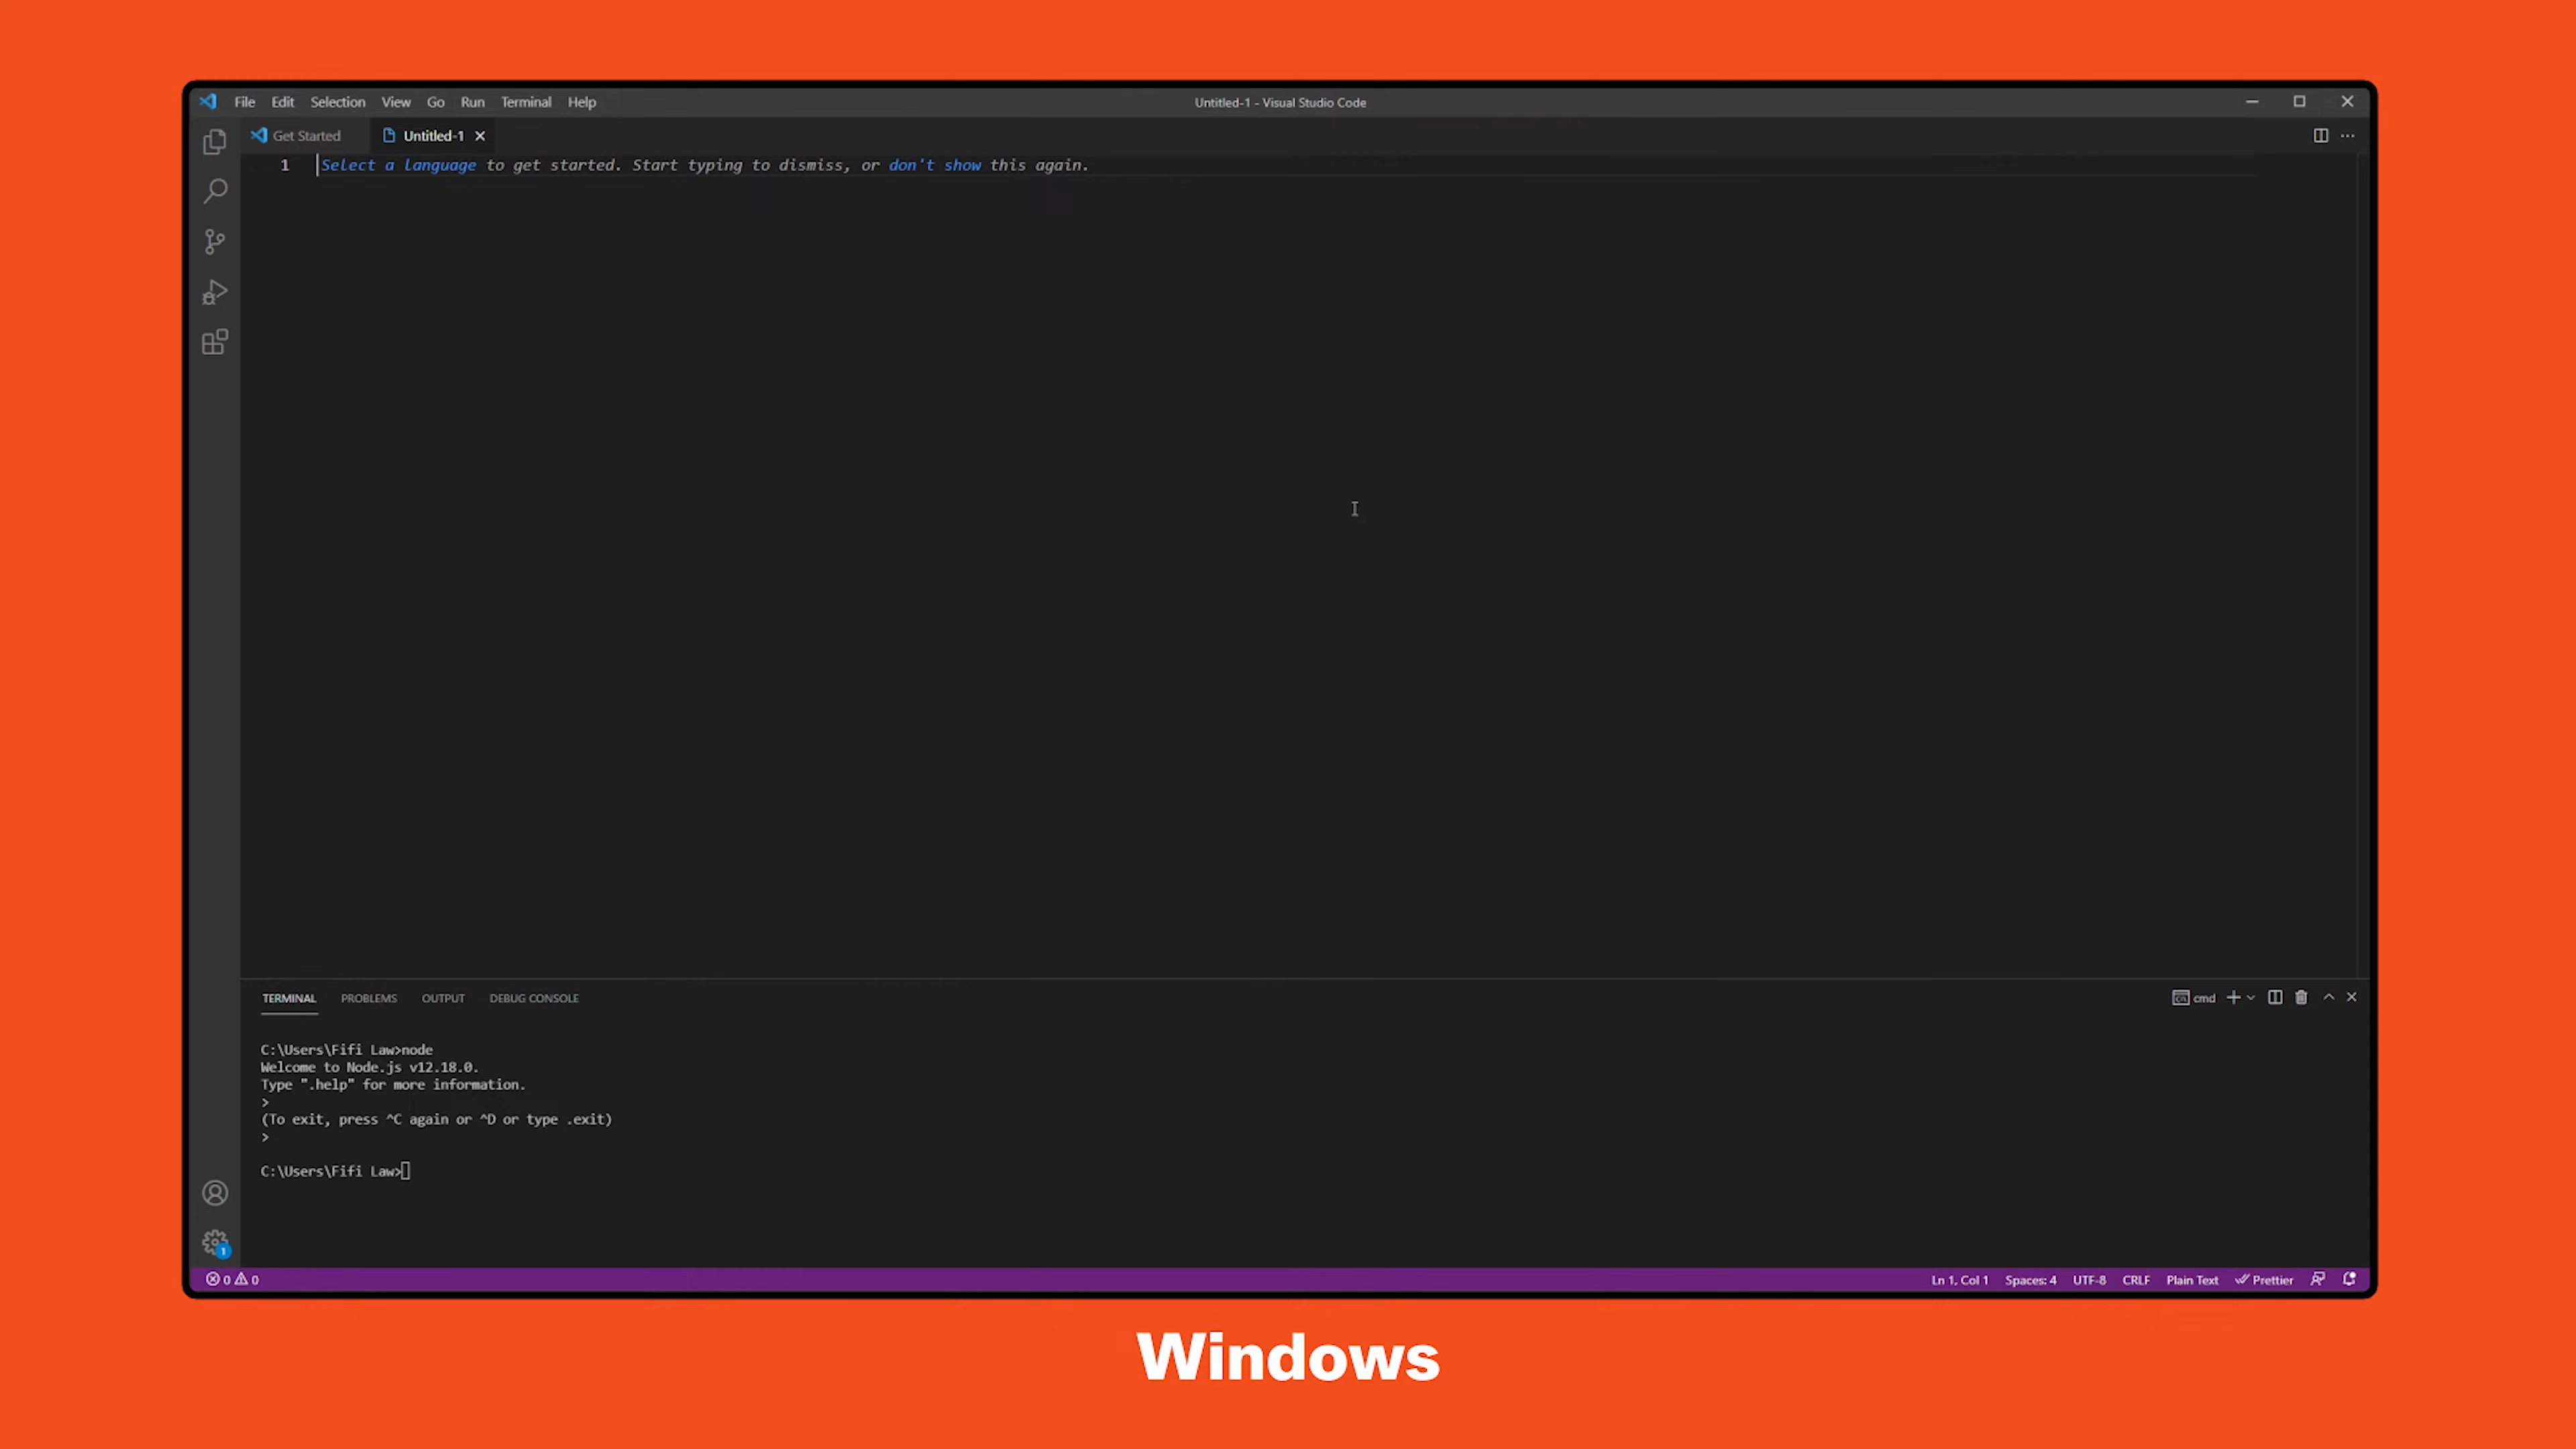 File Edit Selection View Go Run Terminal Help
Untitled-1 - Visual Studio Code
Get Started Untitled-1
1 Select a language to get started. Start typing to dismiss, or don't show this again.
TERMINAL PROBLEMS OUTPUT DEBUG CONSOLE
cmd
C:\Users\Fifi Law>node
Welcome to Node.js v12.18.0.
Type ".help" for more information.
>
(To exit, press ^C again or ^D or type .exit)
>
C:\Users\Fifi Law>
1
0 0
Ln 1, Col 1 Spaces: 4 UTF-8 CRLF Plain Text Prettier
Windows